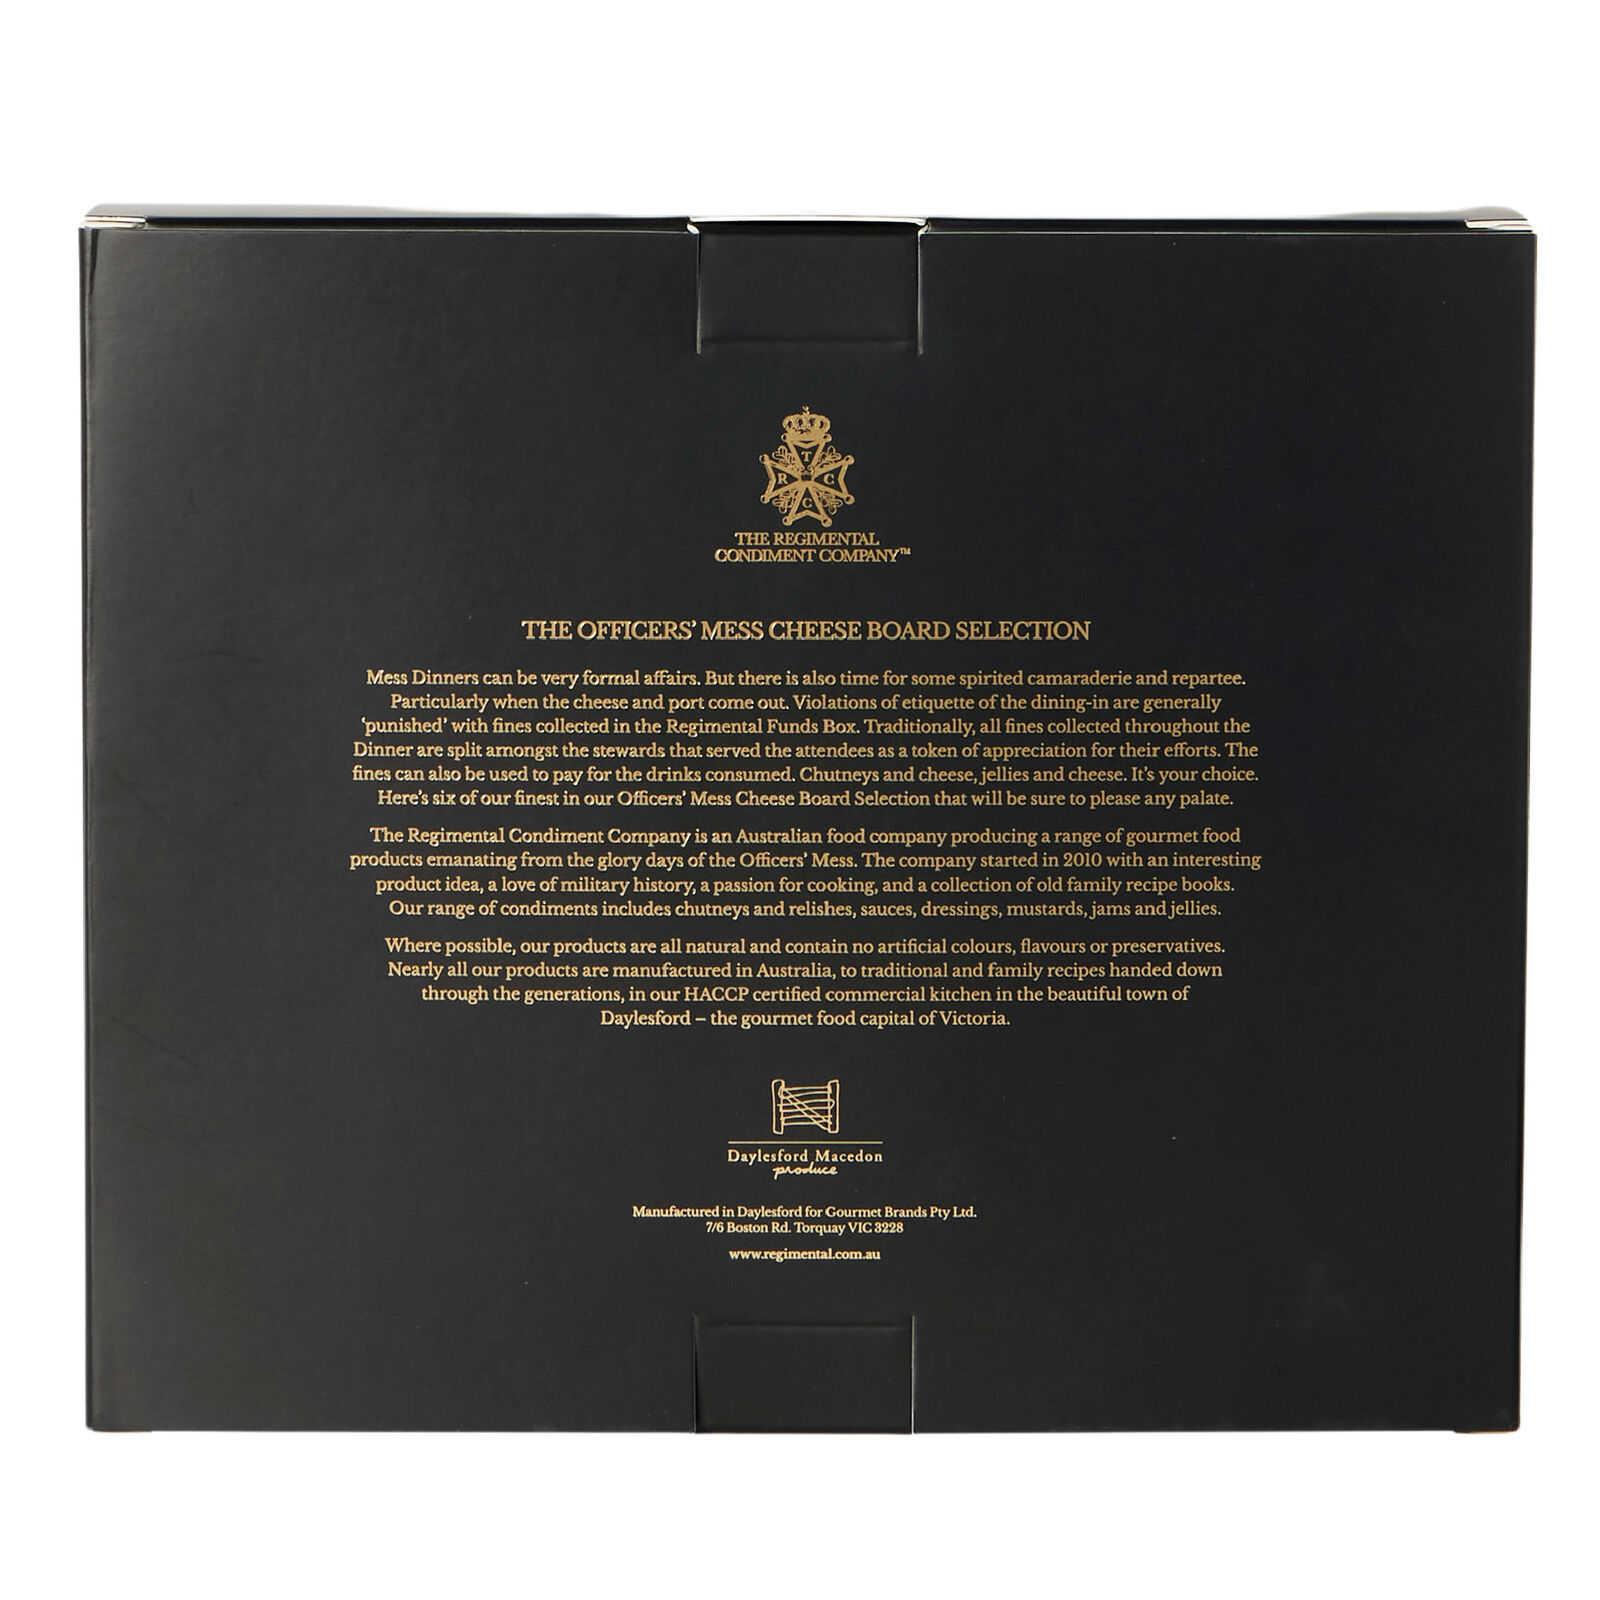 T
R C
C
THE REGIMENTAL
CONDIMENT COMPANY™
THE OFFICERS' MESS CHEESE BOARD SELECTION
Mess Dinners can be very formal affairs. But there is also time for some spirited camaraderie and repartee.
Particularly when the cheese and port come out. Violations of etiquette of the dining-in are generally
'punished' with fines collected in the Regimental Funds Box. Traditionally, all fines collected throughout the
Dinner are split amongst the stewards that served the attendees as a token of appreciation for their efforts. The
fines can also be used to pay for the drinks consumed. Chutneys and cheese, jellies and cheese. It's your choice.
Here's six of our finest in our Officers' Mess Cheese Board Selection that will be sure to please any palate.
The Regimental Condiment Company is an Australian food company producing a range of gourmet food
products emanating from the glory days of the Officers' Mess. The company started in 2010 with an interesting
product idea, a love of military history, a passion for cooking, and a collection of old family recipe books.
Our range of condiments includes chutneys and relishes, sauces, dressings, mustards, jams and jellies.
Where possible, our products are all natural and contain no artificial colours, flavours or preservatives.
Nearly all our products are manufactured in Australia, to traditional and family recipes handed down
through the generations, in our HACCP certified commercial kitchen in the beautiful town of
Daylesford – the gourmet food capital of Victoria.
Daylesford Macedon
produce
Manufactured in Daylesford for Gourmet Brands Pty Ltd.
7/6 Boston Rd. Torquay VIC 3228
www.regimental.com.au